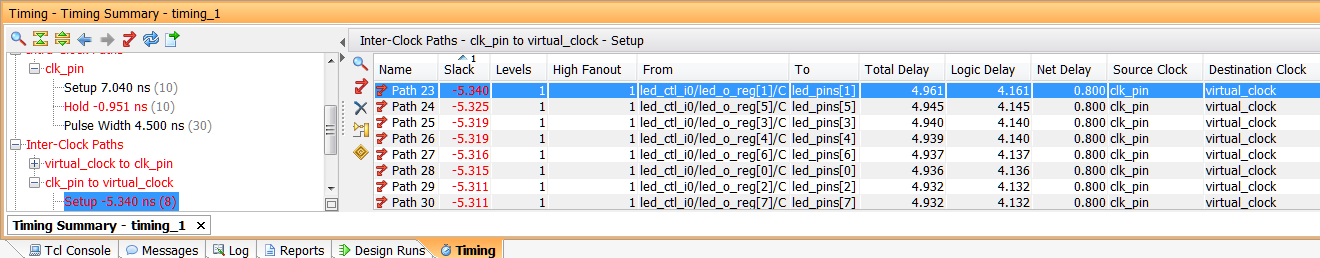 Timing - Timing Summary - timing_1
clk_pin
Setup 7.040 ns (10)
Hold -0.951 ns (10)
Pulse Width 4.500 ns (30)
Inter-Clock Paths
virtual_clock to clk_pin
clk_pin to virtual_clock
Setup -5.340 ns (8)
Timing Summary - timing_1
Inter-Clock Paths - clk_pin to virtual_clock - Setup
Name Slack 1 Levels High Fanout From To Total Delay Logic Delay Net Delay Source Clock Destination Clock
Path 23 -5.340 1 1 led_ctl_i0/led_o_reg[1]/C led_pins[1] 4.961 4.161 0.800 clk_pin virtual_clock
Path 24 -5.325 1 1 led_ctl_i0/led_o_reg[5]/C led_pins[5] 4.945 4.145 0.800 clk_pin virtual_clock
Path 25 -5.319 1 1 led_ctl_i0/led_o_reg[3]/C led_pins[3] 4.940 4.140 0.800 clk_pin virtual_clock
Path 26 -5.319 1 1 led_ctl_i0/led_o_reg[4]/C led_pins[4] 4.939 4.140 0.800 clk_pin virtual_clock
Path 27 -5.316 1 1 led_ctl_i0/led_o_reg[6]/C led_pins[6] 4.937 4.137 0.800 clk_pin virtual_clock
Path 28 -5.315 1 1 led_ctl_i0/led_o_reg[0]/C led_pins[0] 4.936 4.136 0.800 clk_pin virtual_clock
Path 29 -5.311 1 1 led_ctl_i0/led_o_reg[2]/C led_pins[2] 4.932 4.132 0.800 clk_pin virtual_clock
Path 30 -5.311 1 1 led_ctl_i0/led_o_reg[7]/C led_pins[7] 4.932 4.132 0.800 clk_pin virtual_clock
Tcl Console Messages Log Reports Design Runs Timing